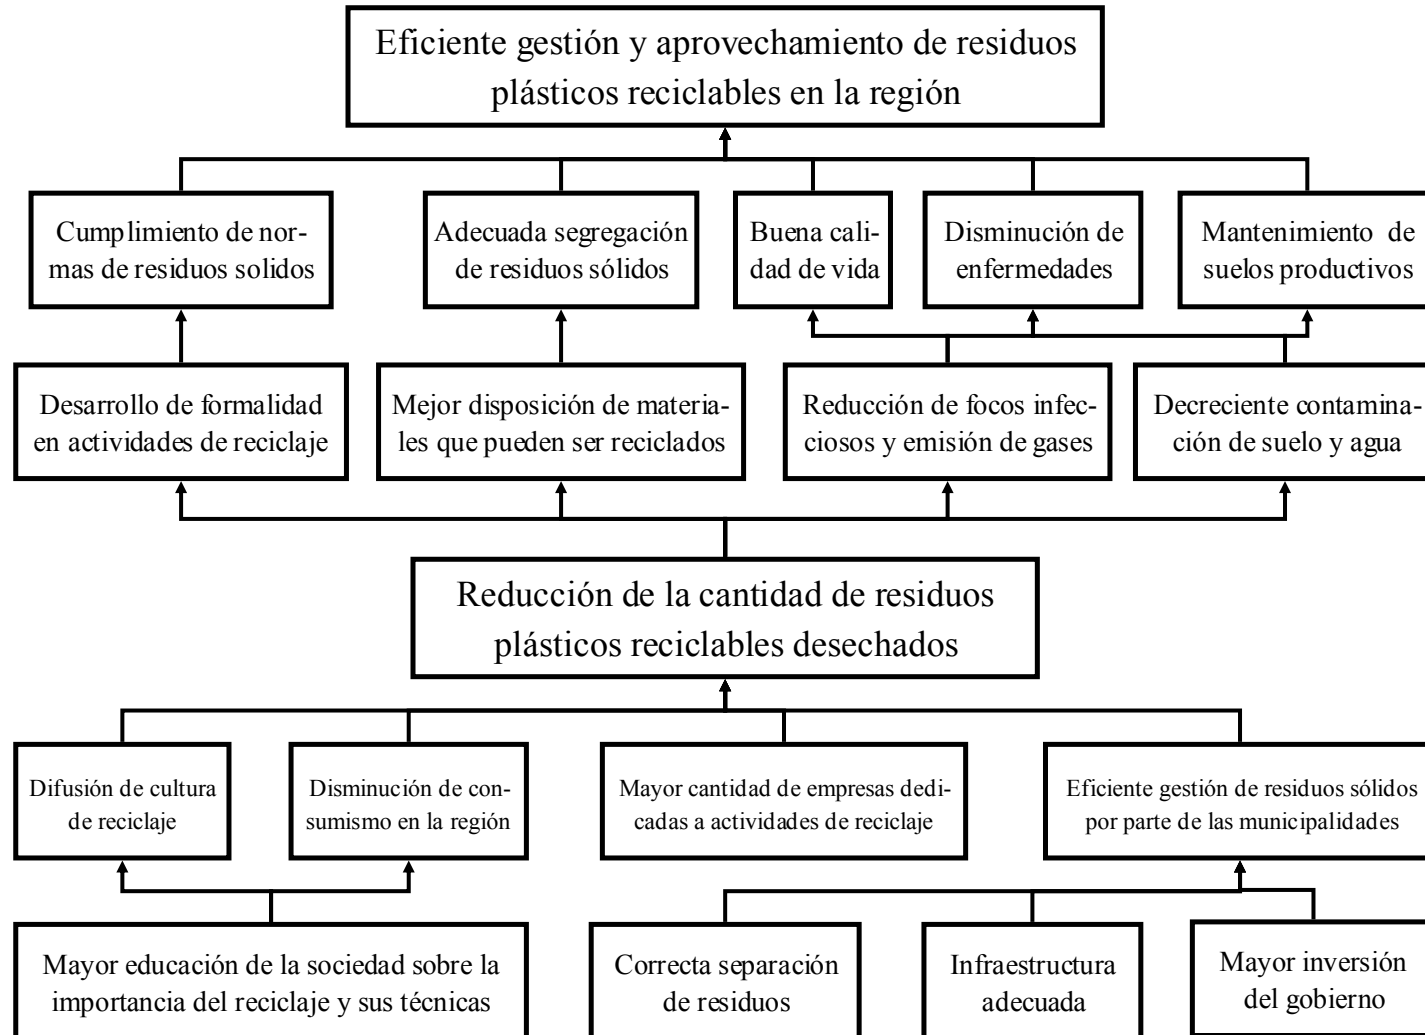 Eficiente gestión y aprovechamiento de residuos
plásticos reciclables en la región
Cumplimiento de nor-
mas de residuos solidos
Adecuada segregación
de residuos sólidos
Buena cali-
dad de vida
Disminución de
enfermedades
Mantenimiento de
suelos productivos
Desarrollo de formalidad
en actividades de reciclaje
Mejor disposición de materia-
les que pueden ser reciclados
Reducción de focos infec-
ciosos y emisión de gases
Decreciente contamina-
ción de suelo y agua
Reducción de la cantidad de residuos
plásticos reciclables desechados
Difusión de cultura
de reciclaje
Disminución de con-
sumismo en la región
Mayor cantidad de empresas dedi-
cadas a actividades de reciclaje
Eficiente gestión de residuos sólidos
por parte de las municipalidades
Mayor educación de la sociedad sobre la
importancia del reciclaje y sus técnicas
Correcta separación
de residuos
Infraestructura
adecuada
Mayor inversión
del gobierno